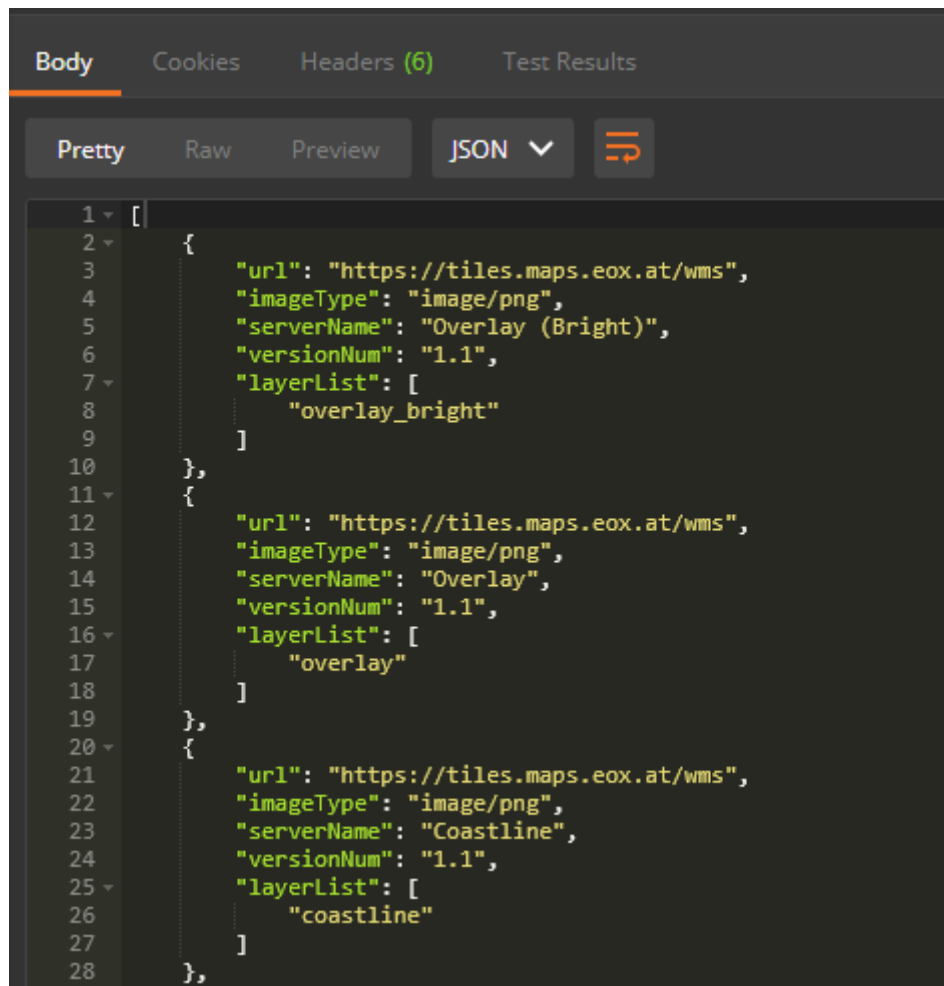 Body Cookies Headers (6) Test Results
Pretty Raw Preview JSON
1 [
2 {
3 "url": "https://tiles.maps.eox.at/wms",
4 "imageType": "image/png",
5 "serverName": "Overlay (Bright)",
6 "versionNum": "1.1",
7 "layerList": [
8 "overlay_bright"
9 ]
10 },
11 {
12 "url": "https://tiles.maps.eox.at/wms",
13 "imageType": "image/png",
14 "serverName": "Overlay",
15 "versionNum": "1.1",
16 "layerList": [
17 "overlay"
18 ]
19 },
20 {
21 "url": "https://tiles.maps.eox.at/wms",
22 "imageType": "image/png",
23 "serverName": "Coastline",
24 "versionNum": "1.1",
25 "layerList": [
26 "coastline"
27 ]
28 },